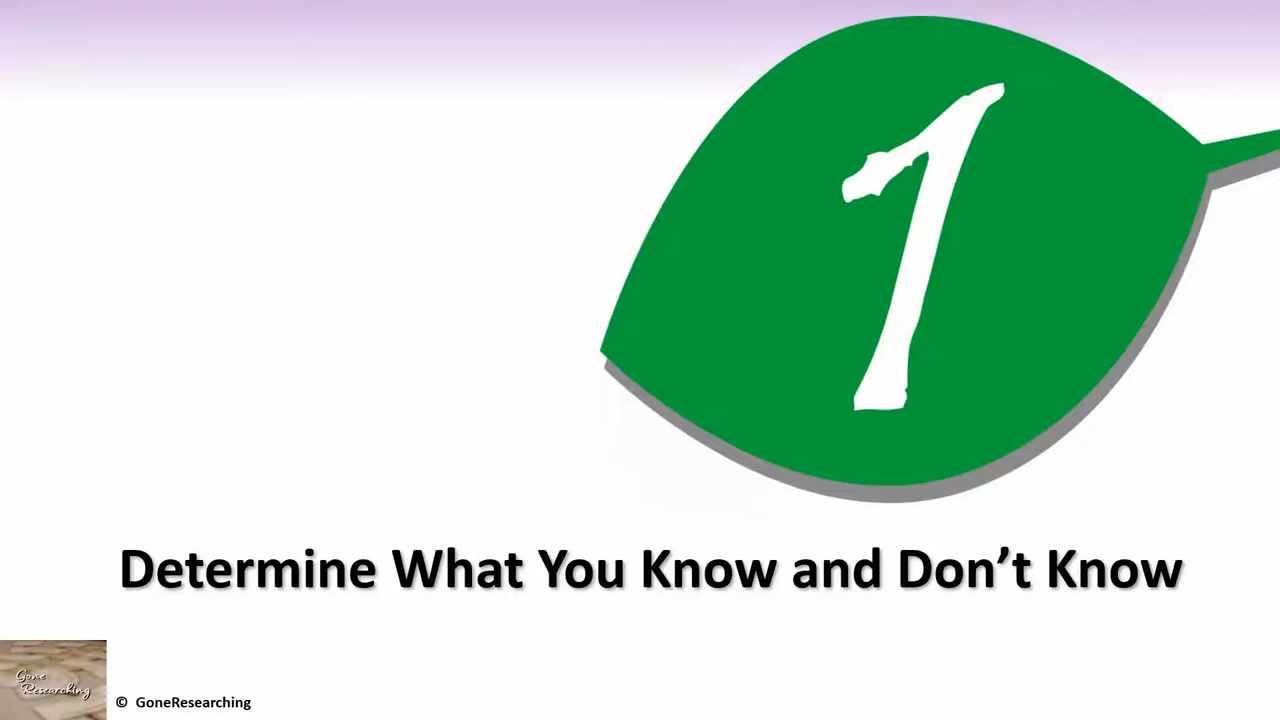 1
Determine What You Know and Don’t Know
Gone
Researching
© GoneResearching